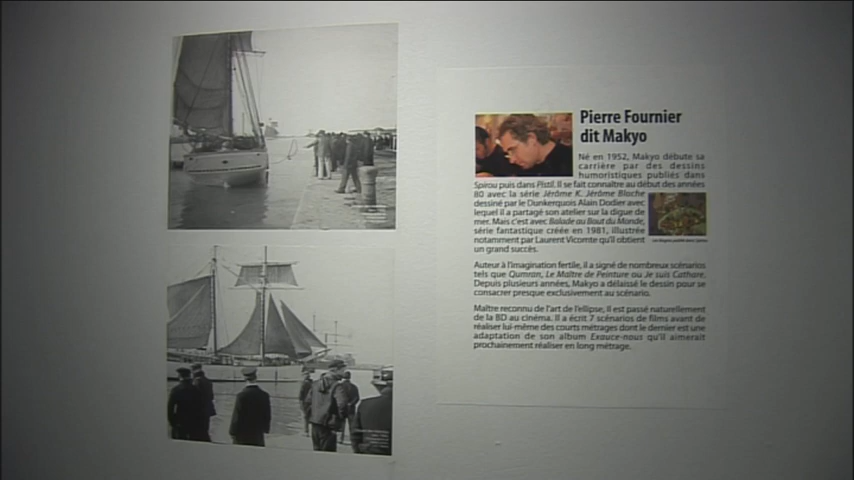 Pierre Fournier
dit Makyo
Né en 1952, Makyo débute sa
carrière par des dessins
humoristiques publiés dans
Spirou puis dans Pistil. Il se fait connaître au début des années
80 avec la série Jérôme K. Jérôme Bloche
dessiné par le Dunkerquois Alain Dodier avec
lequel il a partagé son atelier sur la digue de
mer. Mais c'est avec Balade au Bout du Monde,
série fantastique créée en 1981, illustrée
notamment par Laurent Vicomte qu'il obtient
un grand succès.
Auteur à l'imagination fertile, il a signé de nombreux scénarios
tels que Qumran, Le Maître de Peinture ou Je suis Cathare.
Depuis plusieurs années, Makyo a délaissé le dessin pour se
consacrer presque exclusivement au scénario.
Maître reconnu de l'art de l'ellipse, il est passé naturellement
de la BD au cinéma. Il a écrit 7 scénarios de films avant de
réaliser lui-même des courts métrages dont le dernier est une
adaptation de son album Exauce-nous qu'il aimerait
prochainement réaliser en long métrage.